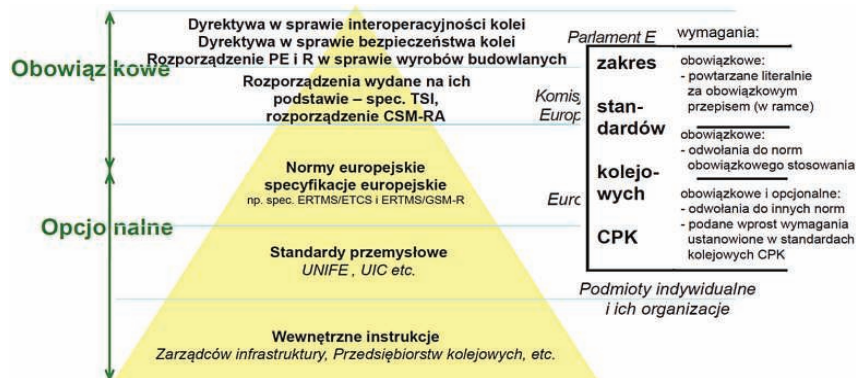 Dyrektywa w sprawie interoperacyjności kolei
Dyrektywa w sprawie bezpieczeństwa kolei
Rozporządzenie PE i R w sprawie wyrobów budowlanych
Obowiązkowe
Rozporządzenia wydane na ich
podstawie – spec. TSI,
rozporządzenie CSM-RA
Normy europejskie
specyfikacje europejskie
np. spec. ERTMS/ETCS i ERTMS/GSM-R
Opcjonalne
Standardy przemysłowe
UNIFE , UIC etc.
Wewnętrzne instrukcje
Zarządców infrastruktury, Przedsiębiorstw kolejowych, etc.
Parlament E
Komisj
Europ
Euro
wymagania:
zakres
stan-
dardów
kolejo-
wych
CPK
obowiązkowe:
- powtarzane literalnie
za obowiązkowym
przepisem (w ramce)
obowiązkowe:
- odwołania do norm
obowiązkowego stosowania
obowiązkowe i opcjonalne:
- odwołania do innych norm
- podane wprost wymagania
ustanowione w standardach
kolejowych CPK
Podmioty indywidualne
i ich organizacje